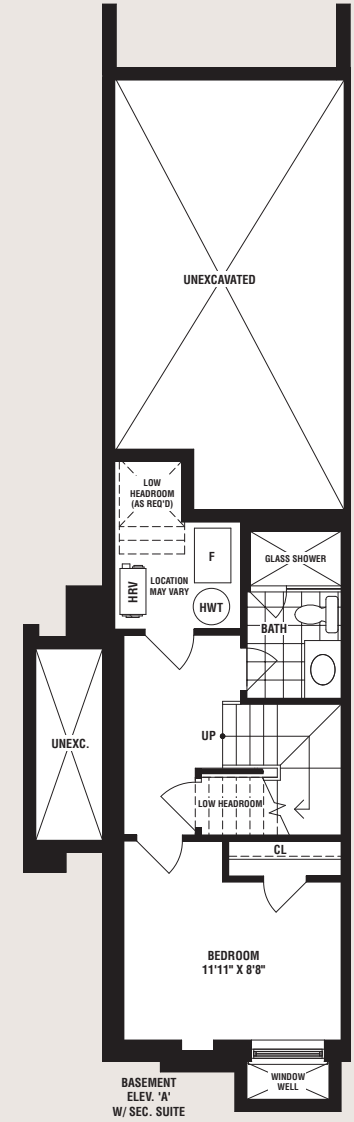 UNEXCAVATED
LOW
HEADROOM
(AS REQ'D)
F
GLASS SHOWER
HRV
LOCATION
MAY VARY
HWT
BATH
UNEXC.
UP
LOW HEADROOM
CL
BEDROOM
11'11" X 8'8"
WINDOW
WELL
BASEMENT
ELEV. 'A'
W/ SEC. SUITE